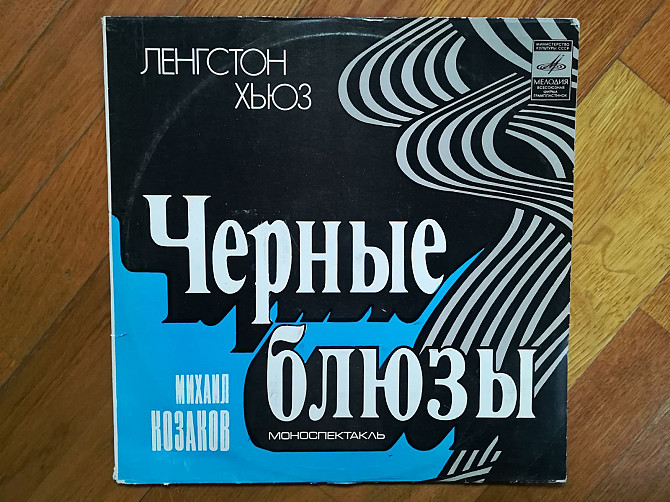 ЛЕНГСТОН
ХЬЮЗ
МИНИСТЕРСТВО
КУЛЬТУРЫ СССР
МЕЛОДИЯ
ВСЕСОЮЗНАЯ
ФИРМА
ГРАМПЛАСТИНОК
Черные
блюзы
МОНОСПЕКТАКЛЬ
МИХАИЛ
КОЗАКОВ